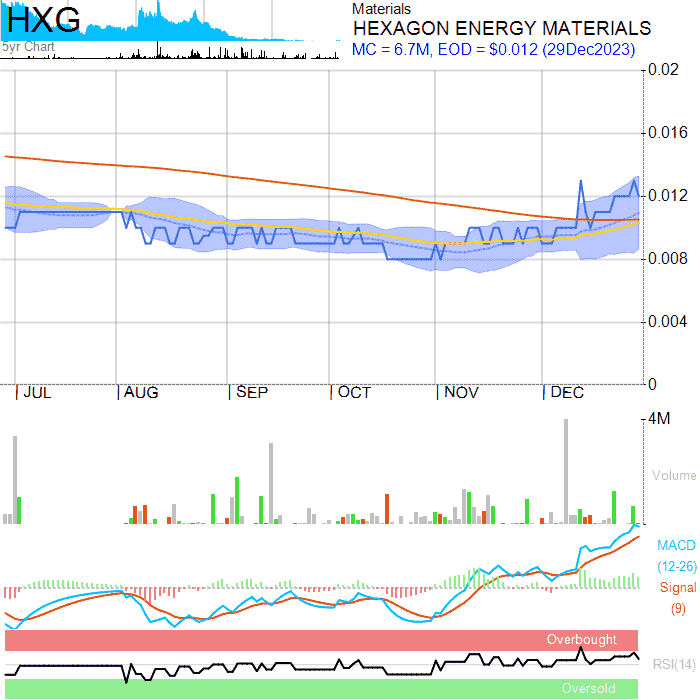 HXG
5yr Chart
Materials
HEXAGON ENERGY MATERIALS
MC = 6.7M, EOD = $0.012 (29Dec2023)
0.02
0.016
0.012
0.008
0.004
0
JUL
AUG
SEP
OCT
NOV
DEC
4M
Volume
MACD
(12-26)
Signal
(9)
Overbought
RSI(14)
Oversold